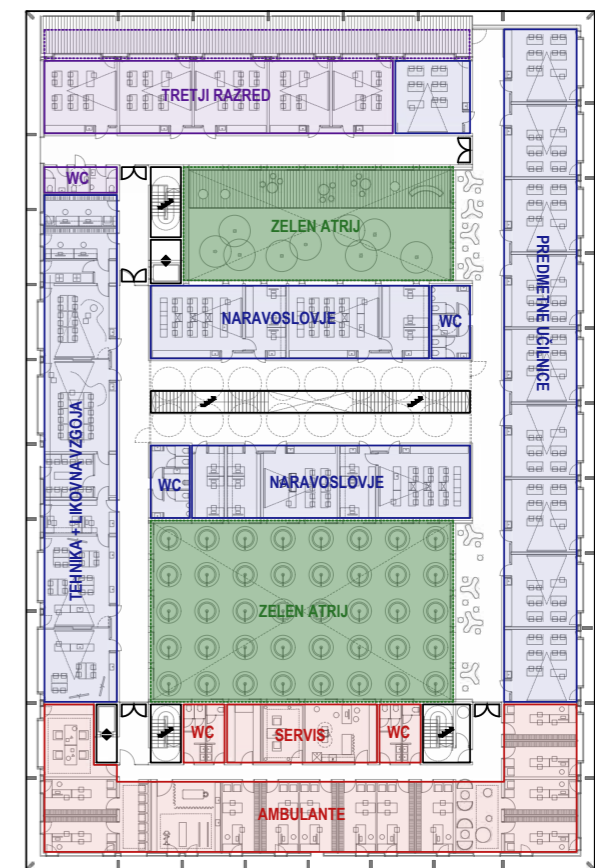 TRETJI RAZRED
WC
ZELEN ATRIJ
PREDMETNE UČILNICE
NARAVOSLOVJE
WC
TEHNIKA + LIKOVNA VZGOJA
WC
NARAVOSLOVJE
ZELEN ATRIJ
WC
SERVIS
WC
AMBULANTE